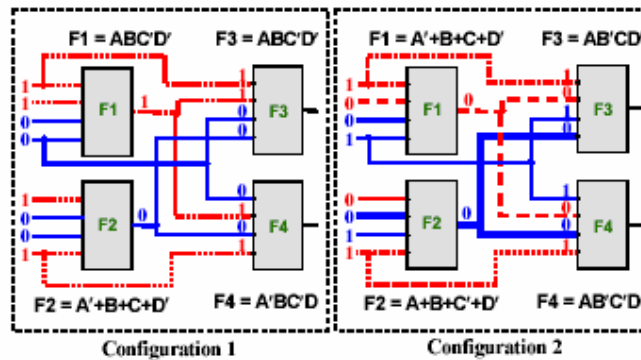 F1 = ABC'D' F3 = ABC'D'
1 1 0 0
F1
1
1 1 0 0
F3
1 0 0 1
F2
0
0 1 0 1
F4
F2 = A'+B+C+D' F4 = A'BC'D
Configuration 1
F1 = A'+B+C+D' F3 = AB'CD'
1 0 0 1
F1
0
1 0 1 0
F3
0 0 1 1
F2
0
1 0 0 1
F4
F2 = A+B+C'+D' F4 = AB'C'D
Configuration 2